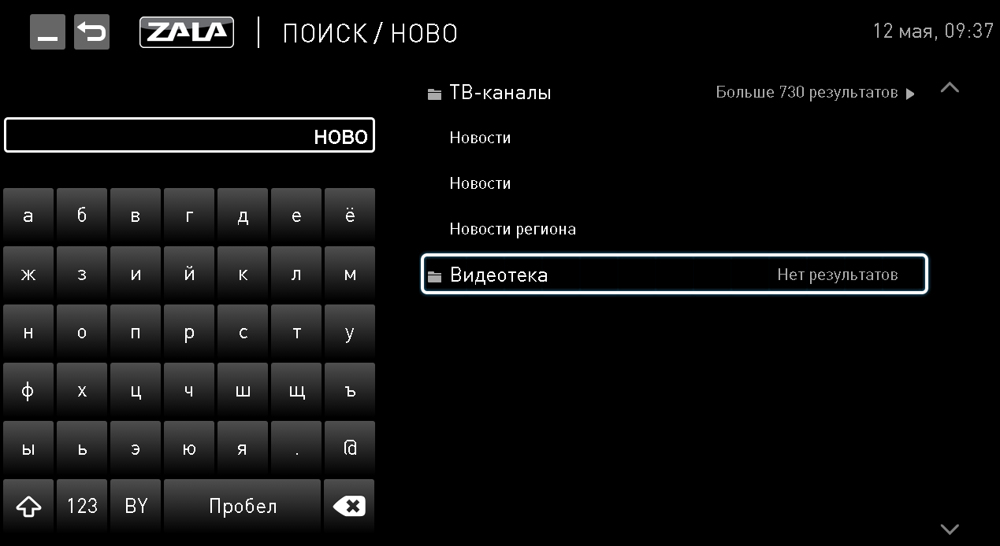 ZALA ПОИСК / НОВО 12 мая, 09:37
ТВ-каналы Больше 730 результатов
ново
Новости
Новости
Новости региона
Видеотека Нет результатов
а б в г д е ё
ж з и й к л м
н о п р с т у
ф х ц ч ш щ ъ
ы ь э ю я . @
123 BY Пробел